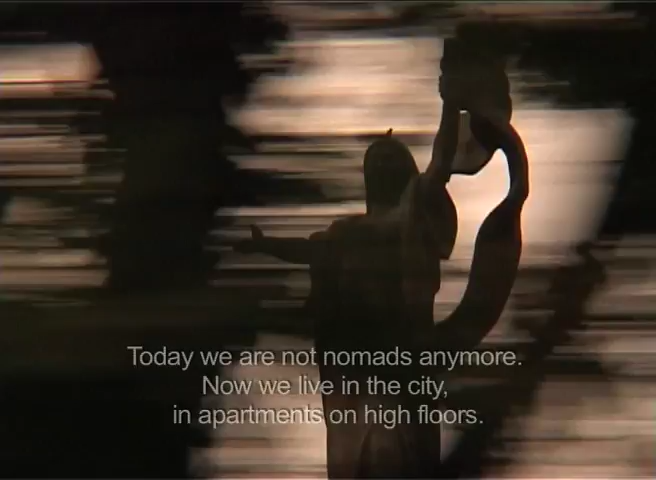 Today we are not nomads anymore.
Now we live in the city,
in apartments on high floors.